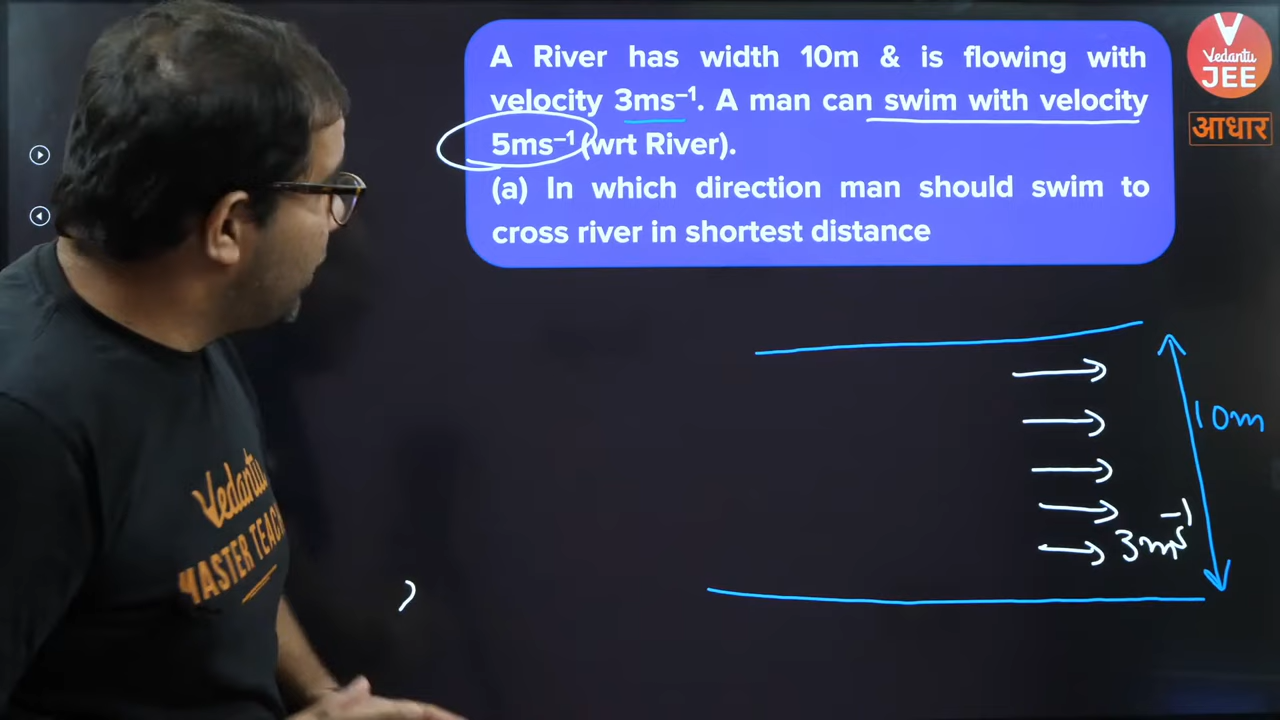 A River has width 10m & is flowing with
velocity 3ms⁻¹. A man can swim with velocity
5ms⁻¹ (wrt River).
(a) In which direction man should swim to
cross river in shortest distance
Vedantu
JEE
आधार
10m
3ms⁻¹
Vedantu
MASTER TEACH